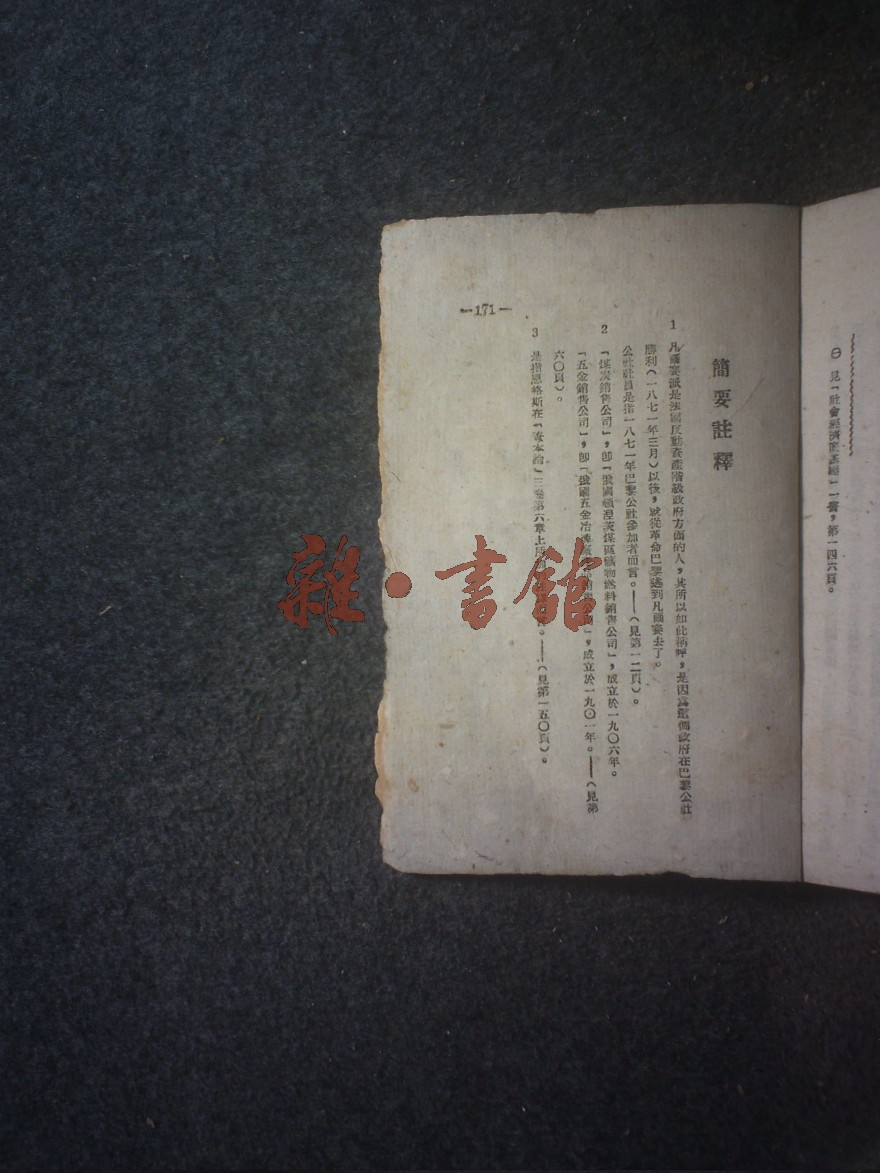 ㊀ 見「社會經濟 一書,第一四六頁。
簡要註釋
1 凡爾賽派是法國反動資產階級政府方面的人,其所以如此稱呼,是因爲這個政府在巴黎公社
勝利(一八七一年三月)以後,就從革命巴黎逃到凡爾賽去了。
公社社員是指一八七一年巴黎公社參加者而言。——(見第一二頁)。
2 「煤炭銷售公司」,卽「俄國頓涅茨煤區礦物燃料銷售公司」,成立於一九〇六年。
「五金銷售公司」,卽「俄國五金冶 」,成立於一九〇一年。——(見第
六〇頁)。
3 是指恩格斯在「資本論」三卷第六章上 。——(見第一五〇頁)。
—171—
雜·書館